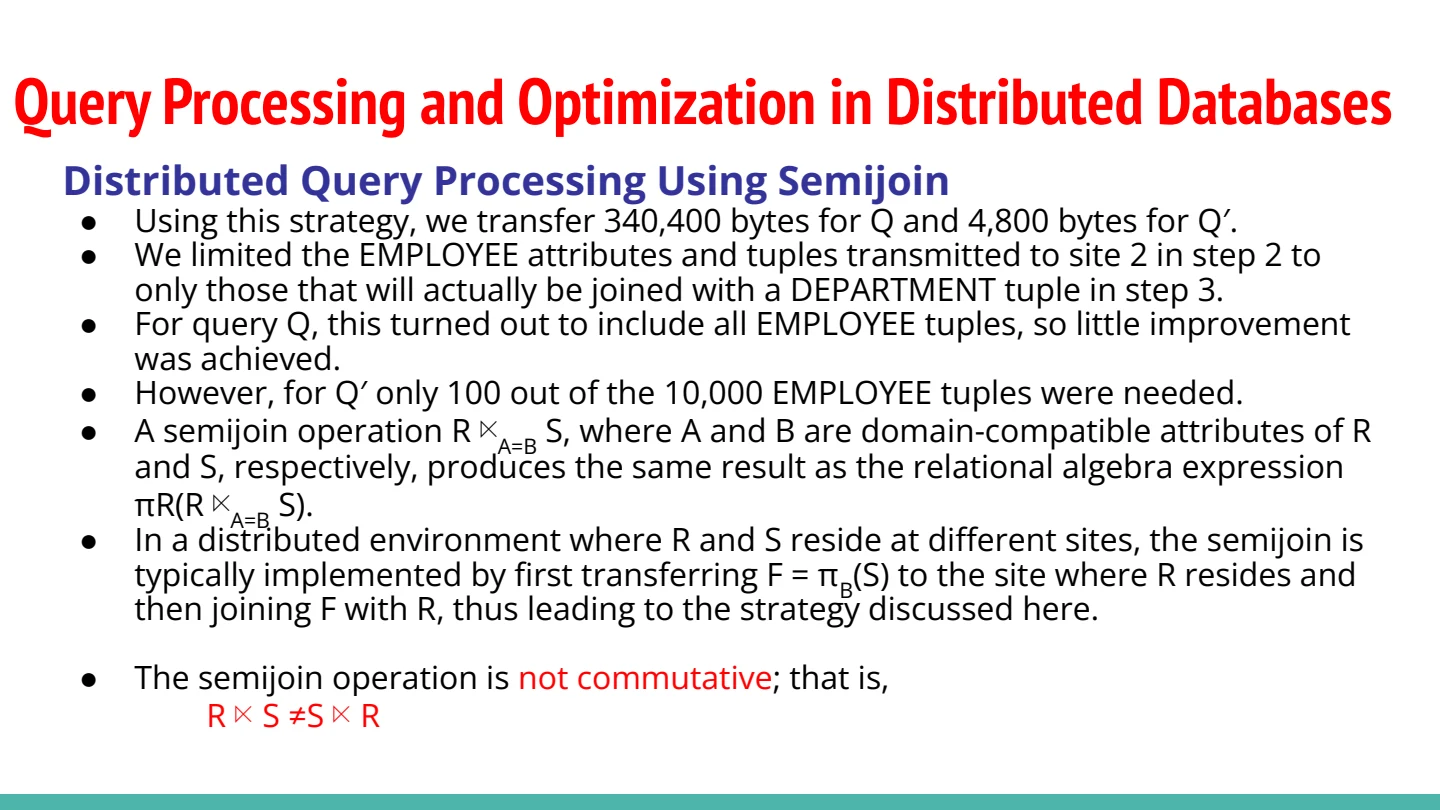 Query Processing and Optimization in Distributed Databases
Distributed Query Processing Using Semijoin
● Using this strategy, we transfer 340,400 bytes for Q and 4,800 bytes for Q′.
● We limited the EMPLOYEE attributes and tuples transmitted to site 2 in step 2 to
only those that will actually be joined with a DEPARTMENT tuple in step 3.
● For query Q, this turned out to include all EMPLOYEE tuples, so little improvement
was achieved.
● However, for Q′ only 100 out of the 10,000 EMPLOYEE tuples were needed.
● A semijoin operation R ⋉A=B S, where A and B are domain-compatible attributes of R
and S, respectively, produces the same result as the relational algebra expression
πR(R ⋉A=B S).
● In a distributed environment where R and S reside at different sites, the semijoin is
typically implemented by first transferring F = πB(S) to the site where R resides and
then joining F with R, thus leading to the strategy discussed here.
● The semijoin operation is not commutative; that is,
R ⋉ S ≠S ⋉ R